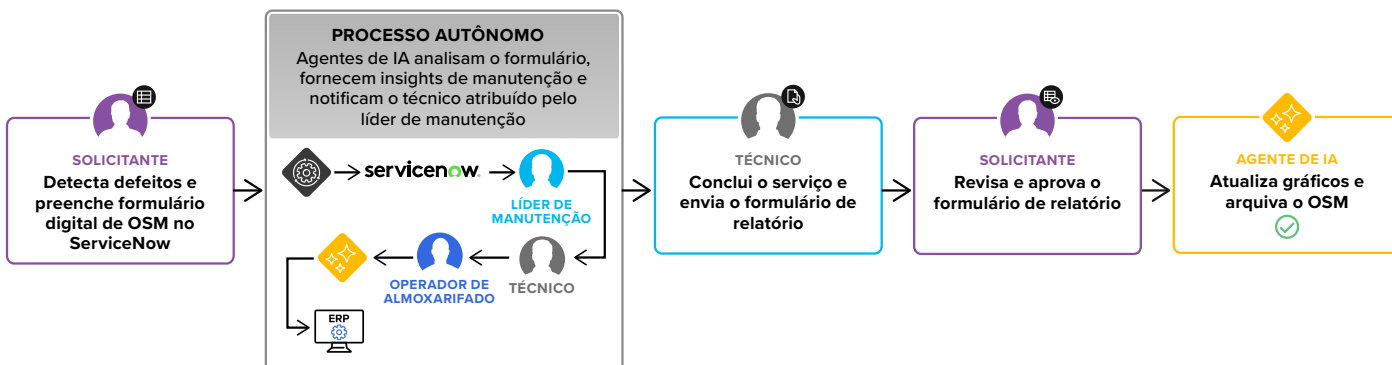 SOLICITANTE
Detecta defeitos e
preenche formulário
digital de OSM no
ServiceNow
PROCESSO AUTÔNOMO
Agentes de IA analisam o formulário,
fornecem insights de manutenção e
notificam o técnico atribuído pelo
líder de manutenção
servicenow
LÍDER DE
MANUTENÇÃO
TÉCNICO
OPERADOR DE
ALMOXARIFADO
ERP
TÉCNICO
Conclui o serviço e
envia o formulário de
relatório
SOLICITANTE
Revisa e aprova o
formulário de relatório
AGENTE DE IA
Atualiza gráficos e
arquiva o OSM